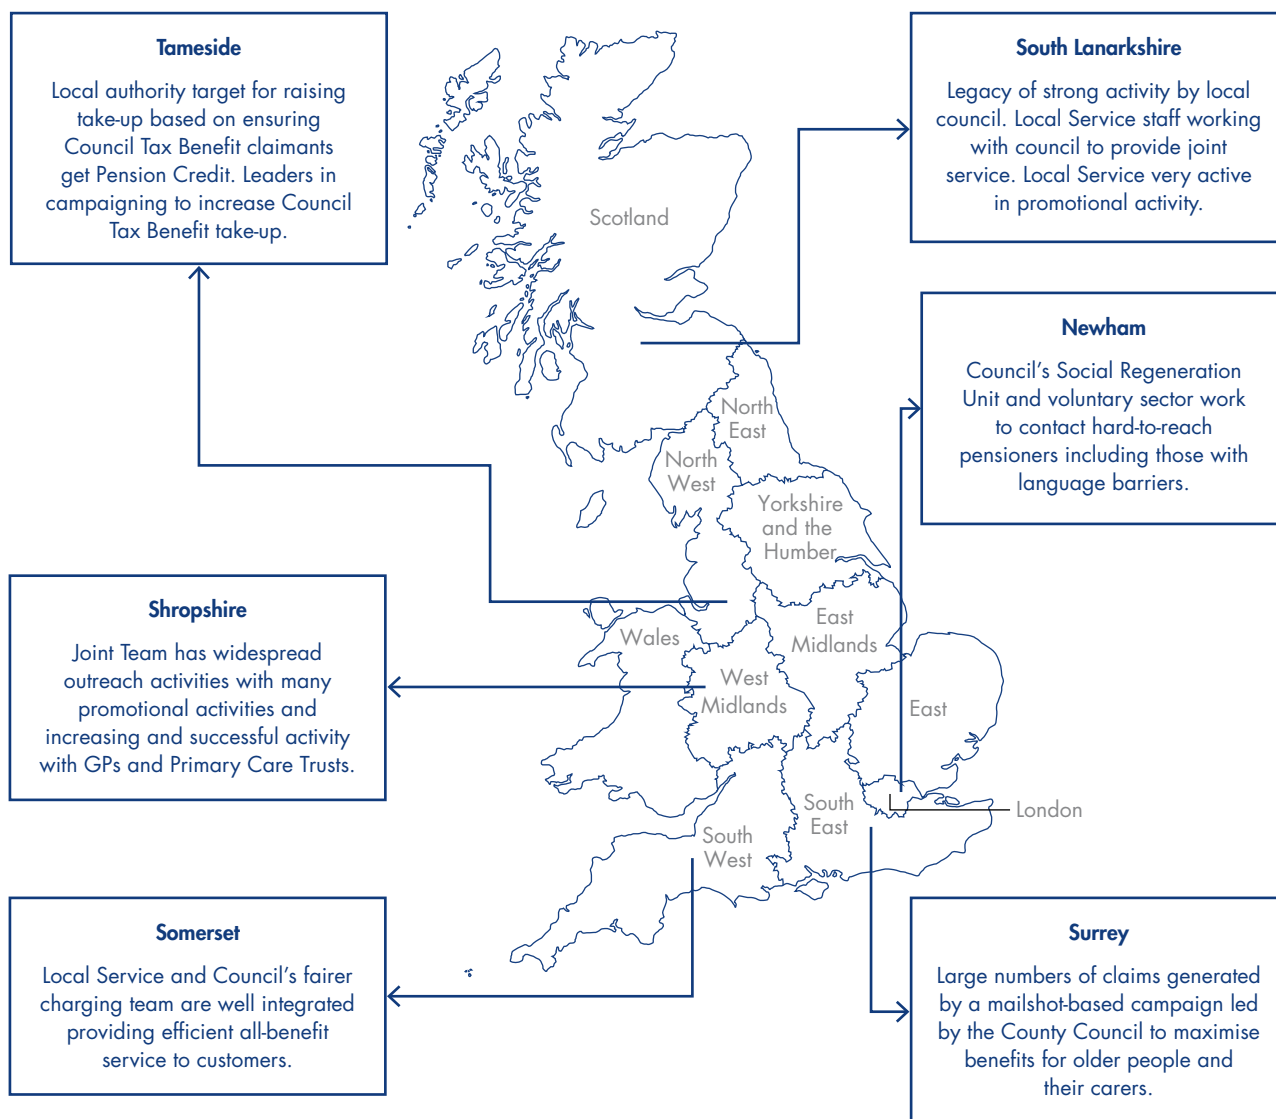 Tameside
Local authority target for raising
take-up based on ensuring
Council Tax Benefit claimants
get Pension Credit. Leaders in
campaigning to increase Council
Tax Benefit take-up.
South Lanarkshire
Legacy of strong activity by local
council. Local Service staff working
with council to provide joint
service. Local Service very active
in promotional activity.
Scotland
Newham
Council’s Social Regeneration
Unit and voluntary sector work
to contact hard-to-reach
pensioners including those with
language barriers.
North
East
North
West
Yorkshire
and the
Humber
Shropshire
Joint Team has widespread
outreach activities with many
promotional activities and
increasing and successful activity
with GPs and Primary Care Trusts.
Wales
East
Midlands
West
Midlands
East
South
East
London
South
West
Somerset
Local Service and Council’s fairer
charging team are well integrated
providing efficient all-benefit
service to customers.
Surrey
Large numbers of claims generated
by a mailshot-based campaign led
by the County Council to maximise
benefits for older people and
their carers.